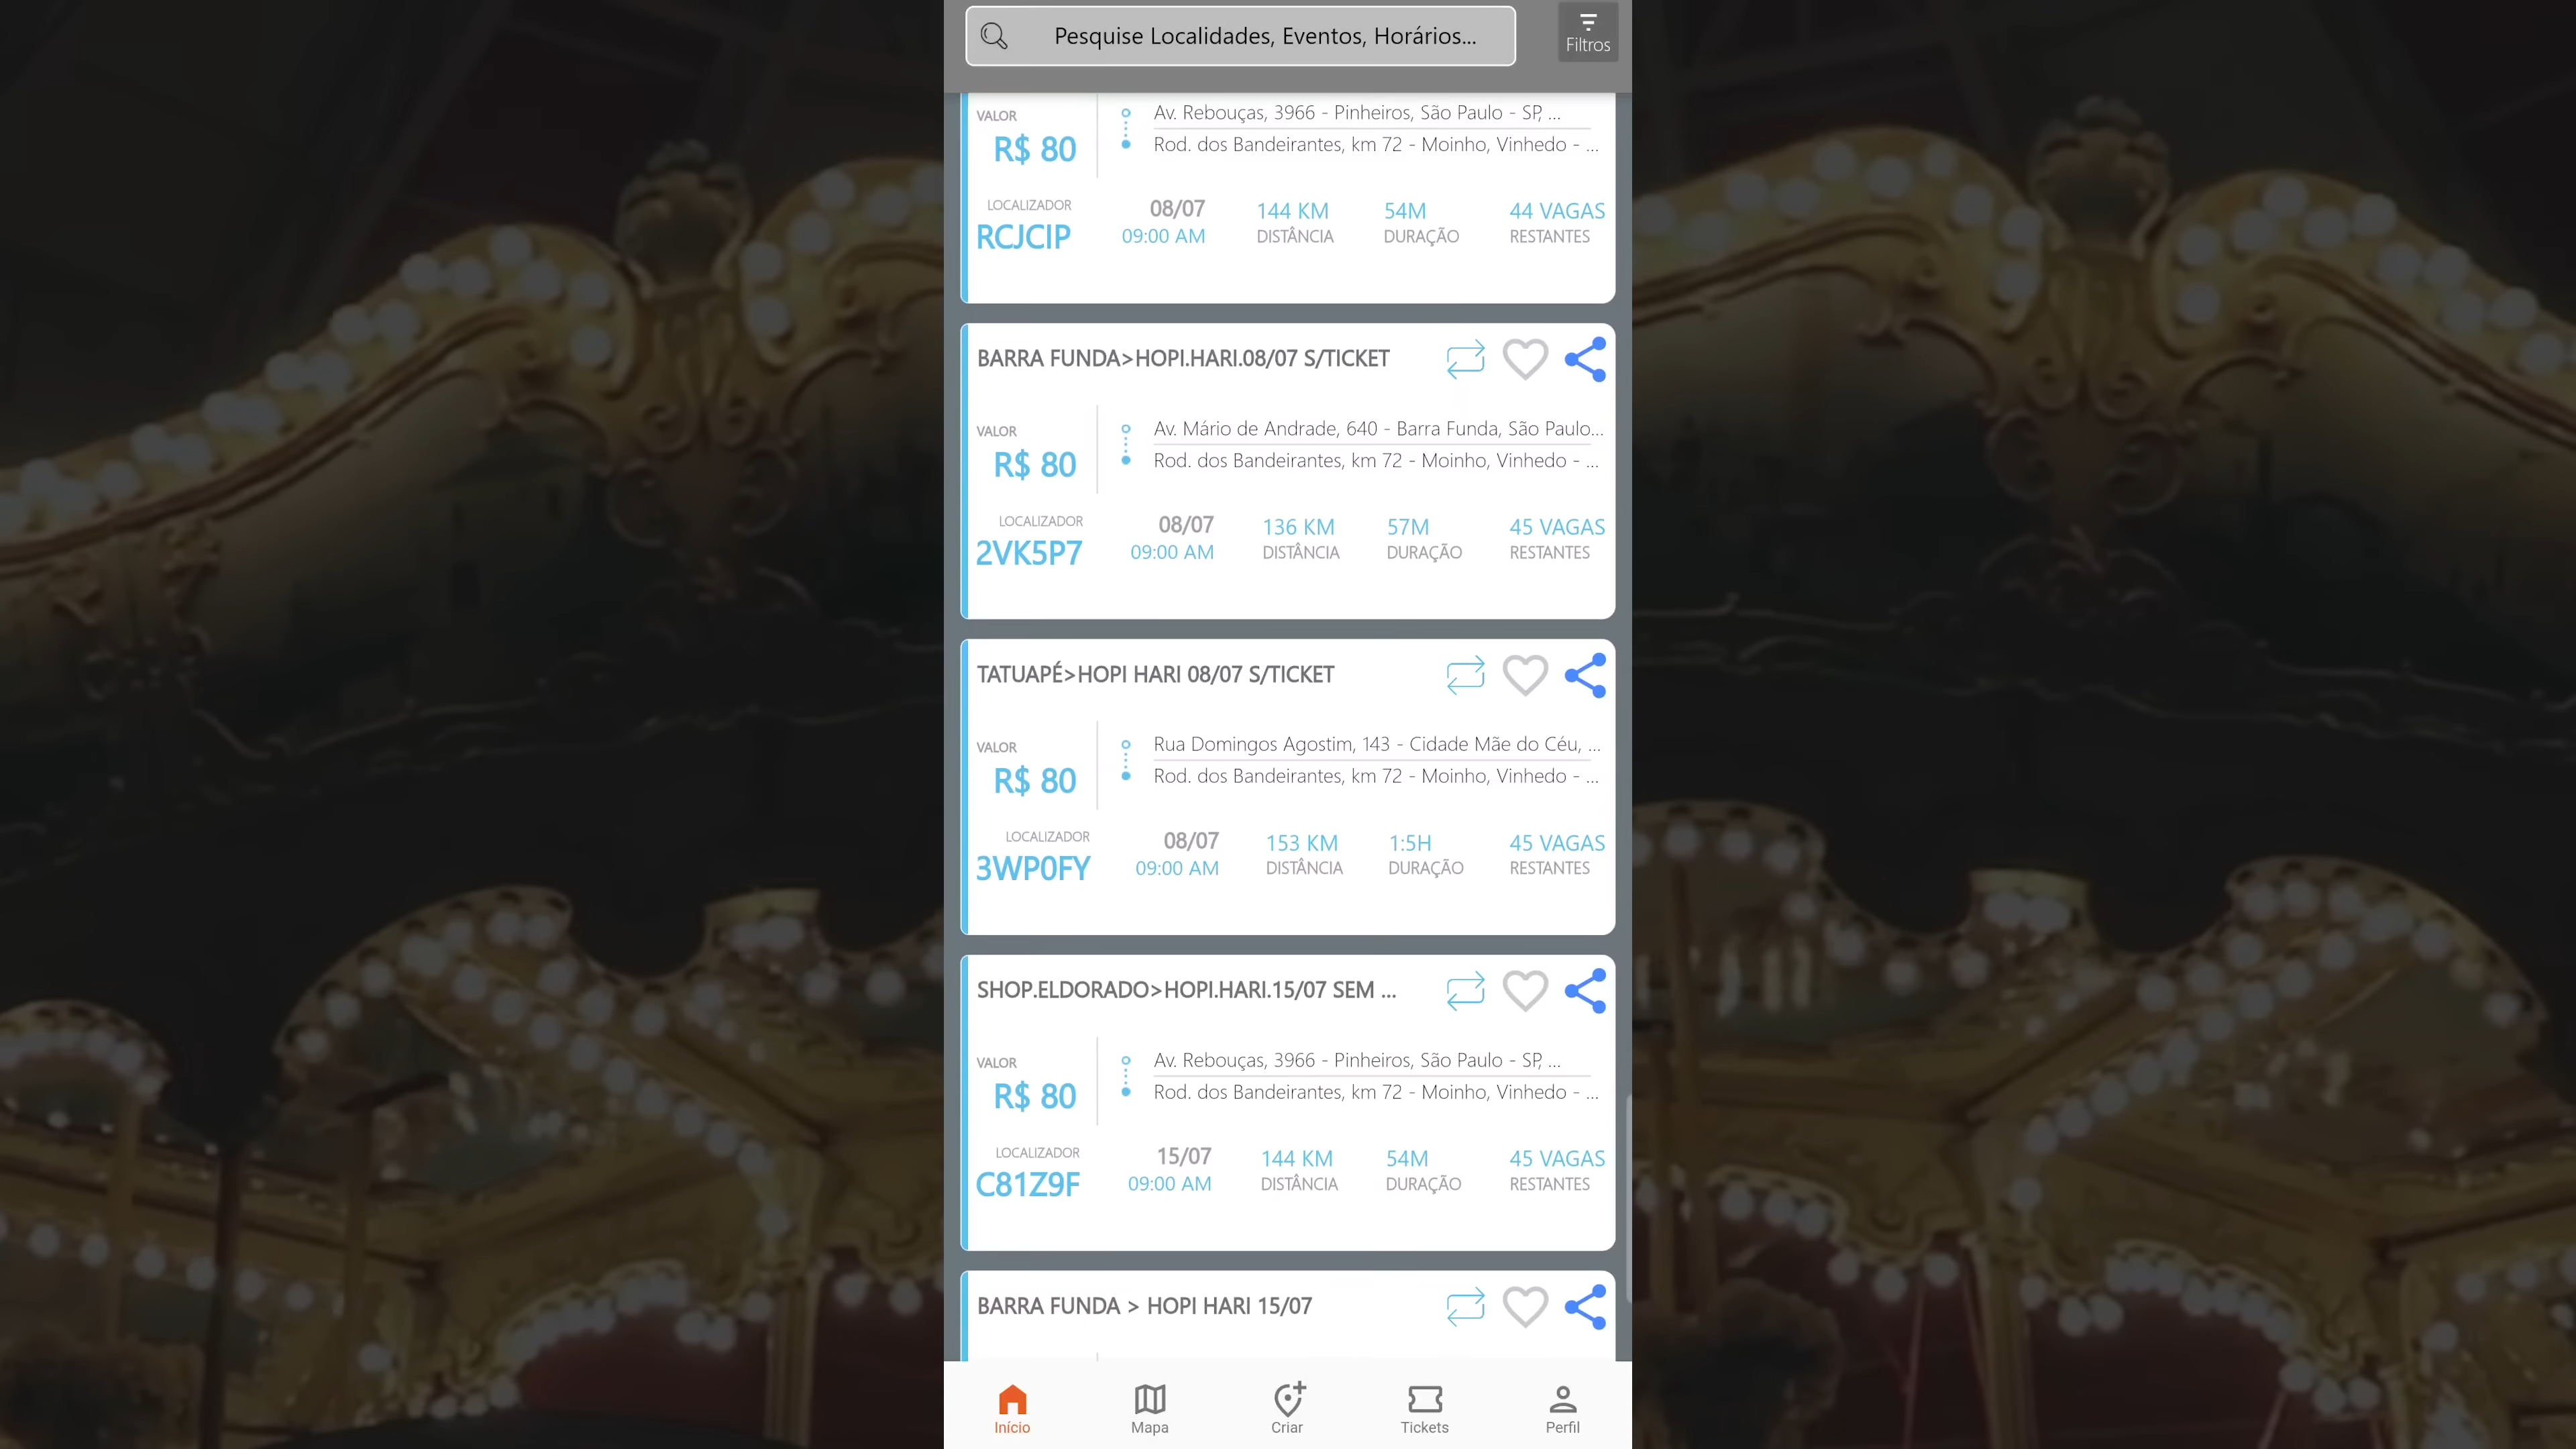 Pesquise Localidades, Eventos, Horários...
Filtros
VALOR
R$ 80
Av. Rebouças, 3966 - Pinheiros, São Paulo - SP, ...
Rod. dos Bandeirantes, km 72 - Moinho, Vinhedo - ...
LOCALIZADOR
RCJCIP
08/07
09:00 AM
144 KM
DISTÂNCIA
54M
DURAÇÃO
44 VAGAS
RESTANTES
BARRA FUNDA>HOPI.HARI.08/07 S/TICKET
VALOR
R$ 80
Av. Mário de Andrade, 640 - Barra Funda, São Paulo...
Rod. dos Bandeirantes, km 72 - Moinho, Vinhedo - ...
LOCALIZADOR
2VK5P7
08/07
09:00 AM
136 KM
DISTÂNCIA
57M
DURAÇÃO
45 VAGAS
RESTANTES
TATUAPÉ>HOPI HARI 08/07 S/TICKET
VALOR
R$ 80
Rua Domingos Agostim, 143 - Cidade Mãe do Céu, ...
Rod. dos Bandeirantes, km 72 - Moinho, Vinhedo - ...
LOCALIZADOR
3WP0FY
08/07
09:00 AM
153 KM
DISTÂNCIA
1:5H
DURAÇÃO
45 VAGAS
RESTANTES
SHOP.ELDORADO>HOPI.HARI.15/07 SEM ...
VALOR
R$ 80
Av. Rebouças, 3966 - Pinheiros, São Paulo - SP, ...
Rod. dos Bandeirantes, km 72 - Moinho, Vinhedo - ...
LOCALIZADOR
C81Z9F
15/07
09:00 AM
144 KM
DISTÂNCIA
54M
DURAÇÃO
45 VAGAS
RESTANTES
BARRA FUNDA > HOPI HARI 15/07
Início
Mapa
Criar
Tickets
Perfil